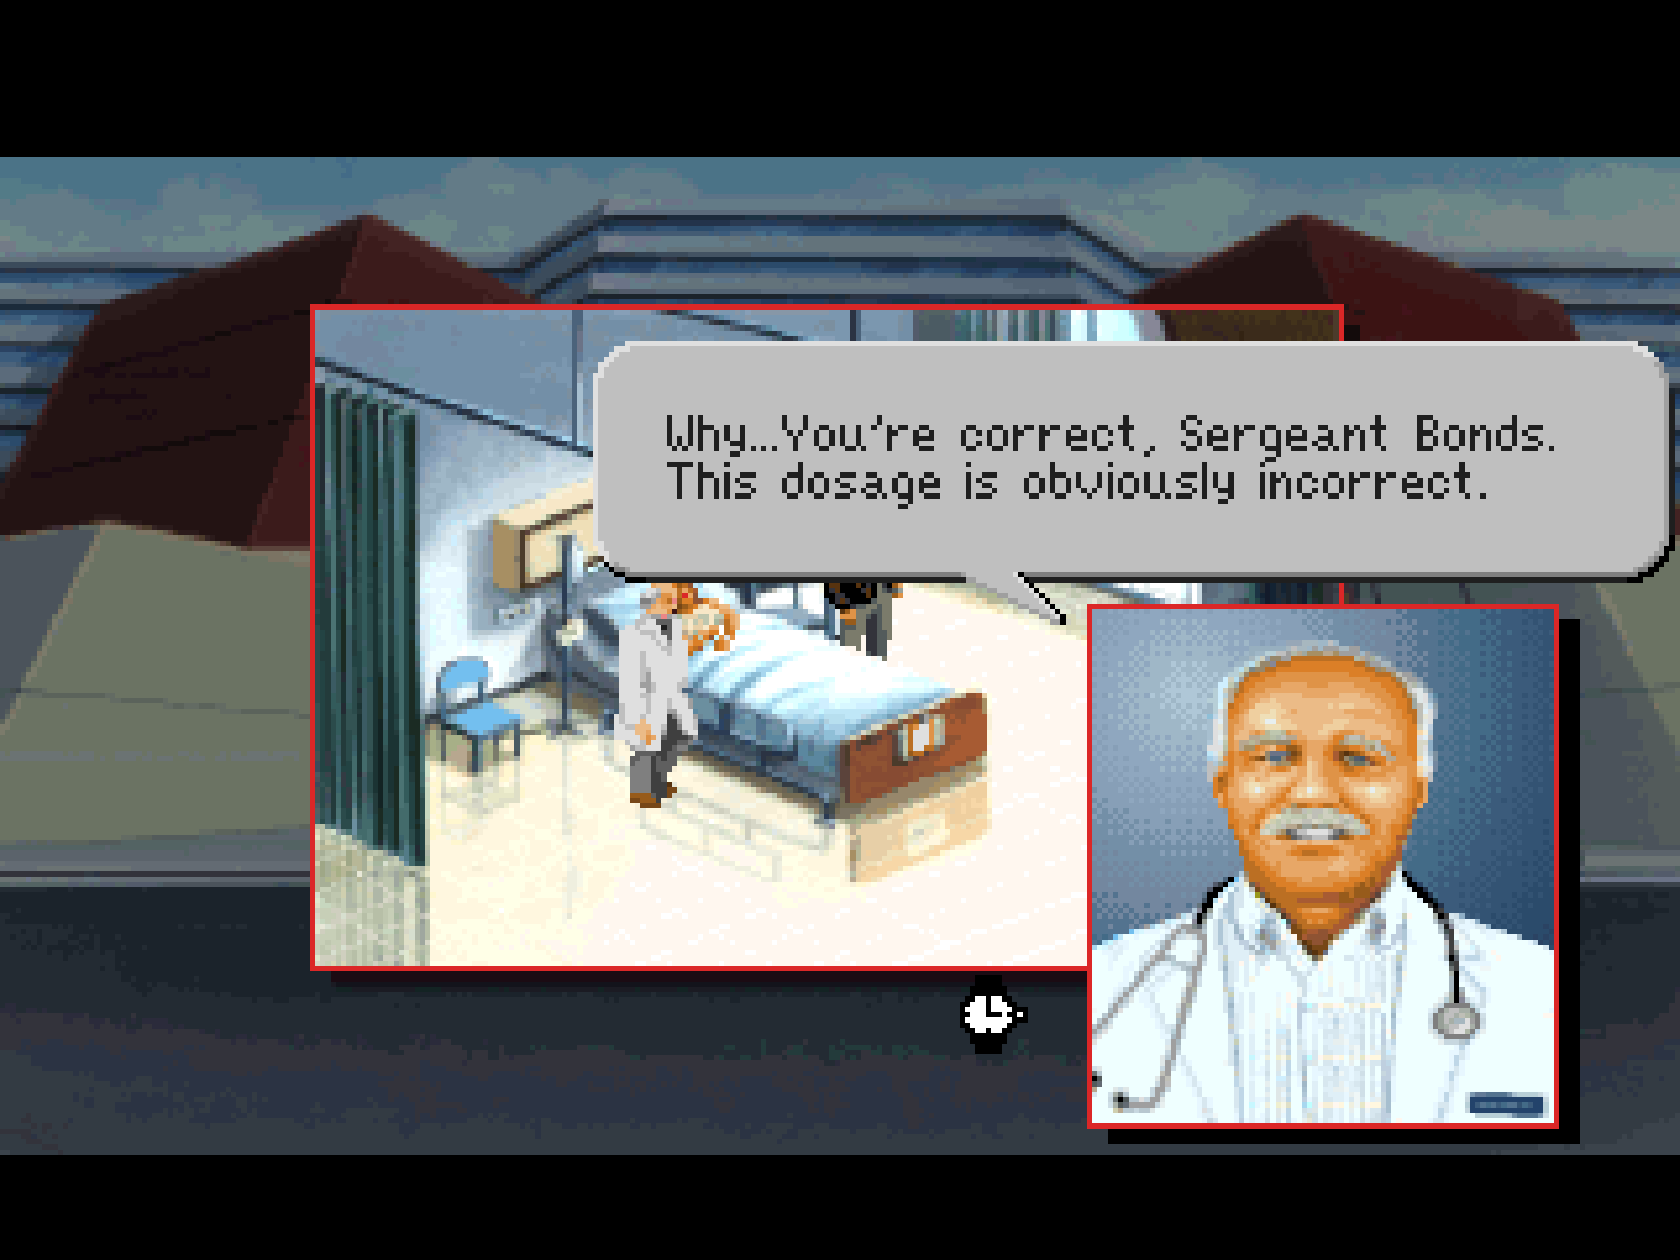 Why...You're correct, Sergeant Bonds.
This dosage is obviously incorrect.